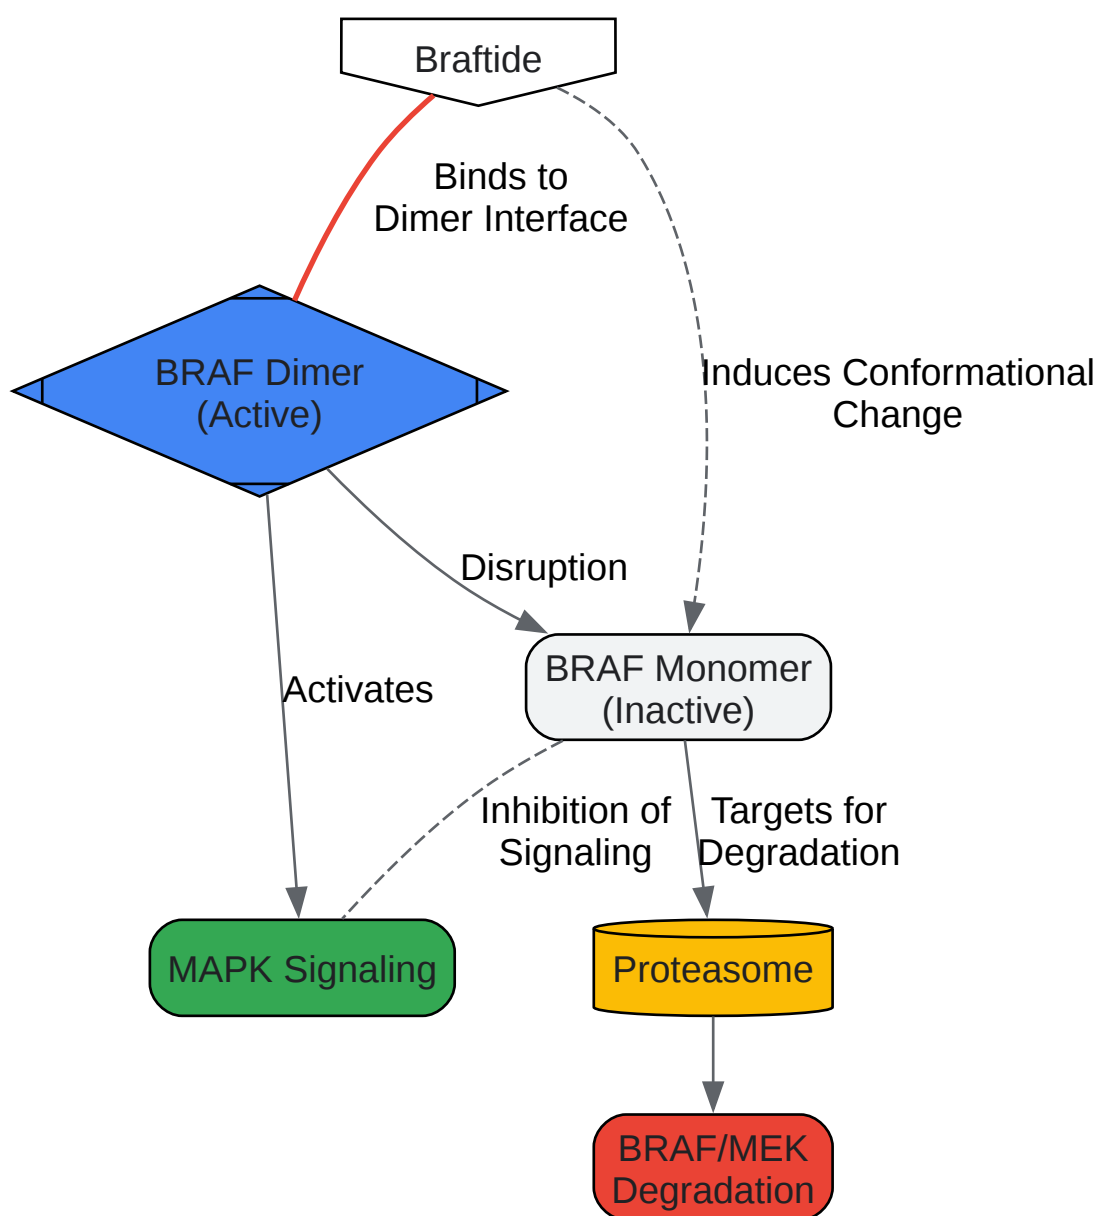 Braftide
Binds to
Dimer Interface
BRAF Dimer
(Active)
Induces Conformational
Change
Disruption
BRAF Monomer
(Inactive)
Activates
Inhibition of
Signaling
Targets for
Degradation
MAPK Signaling
Proteasome
BRAF/MEK
Degradation